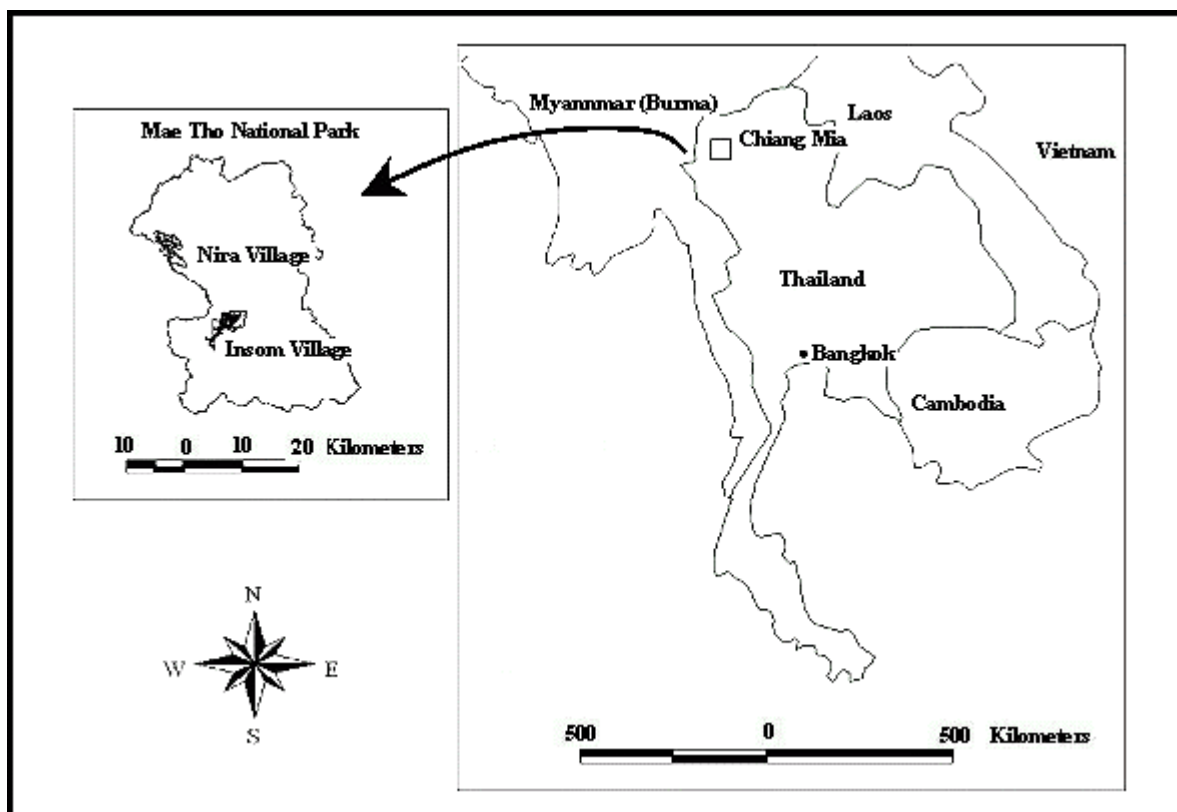 Mae Tho National Park
Nira Village
Insom Village
10 0 10 20 Kilometers
N
W E
S
Myannmar (Burma)
Laos
Chiang Mia
Vietnam
Thailand
Bangkok
Cambodia
500 0 500 Kilometers